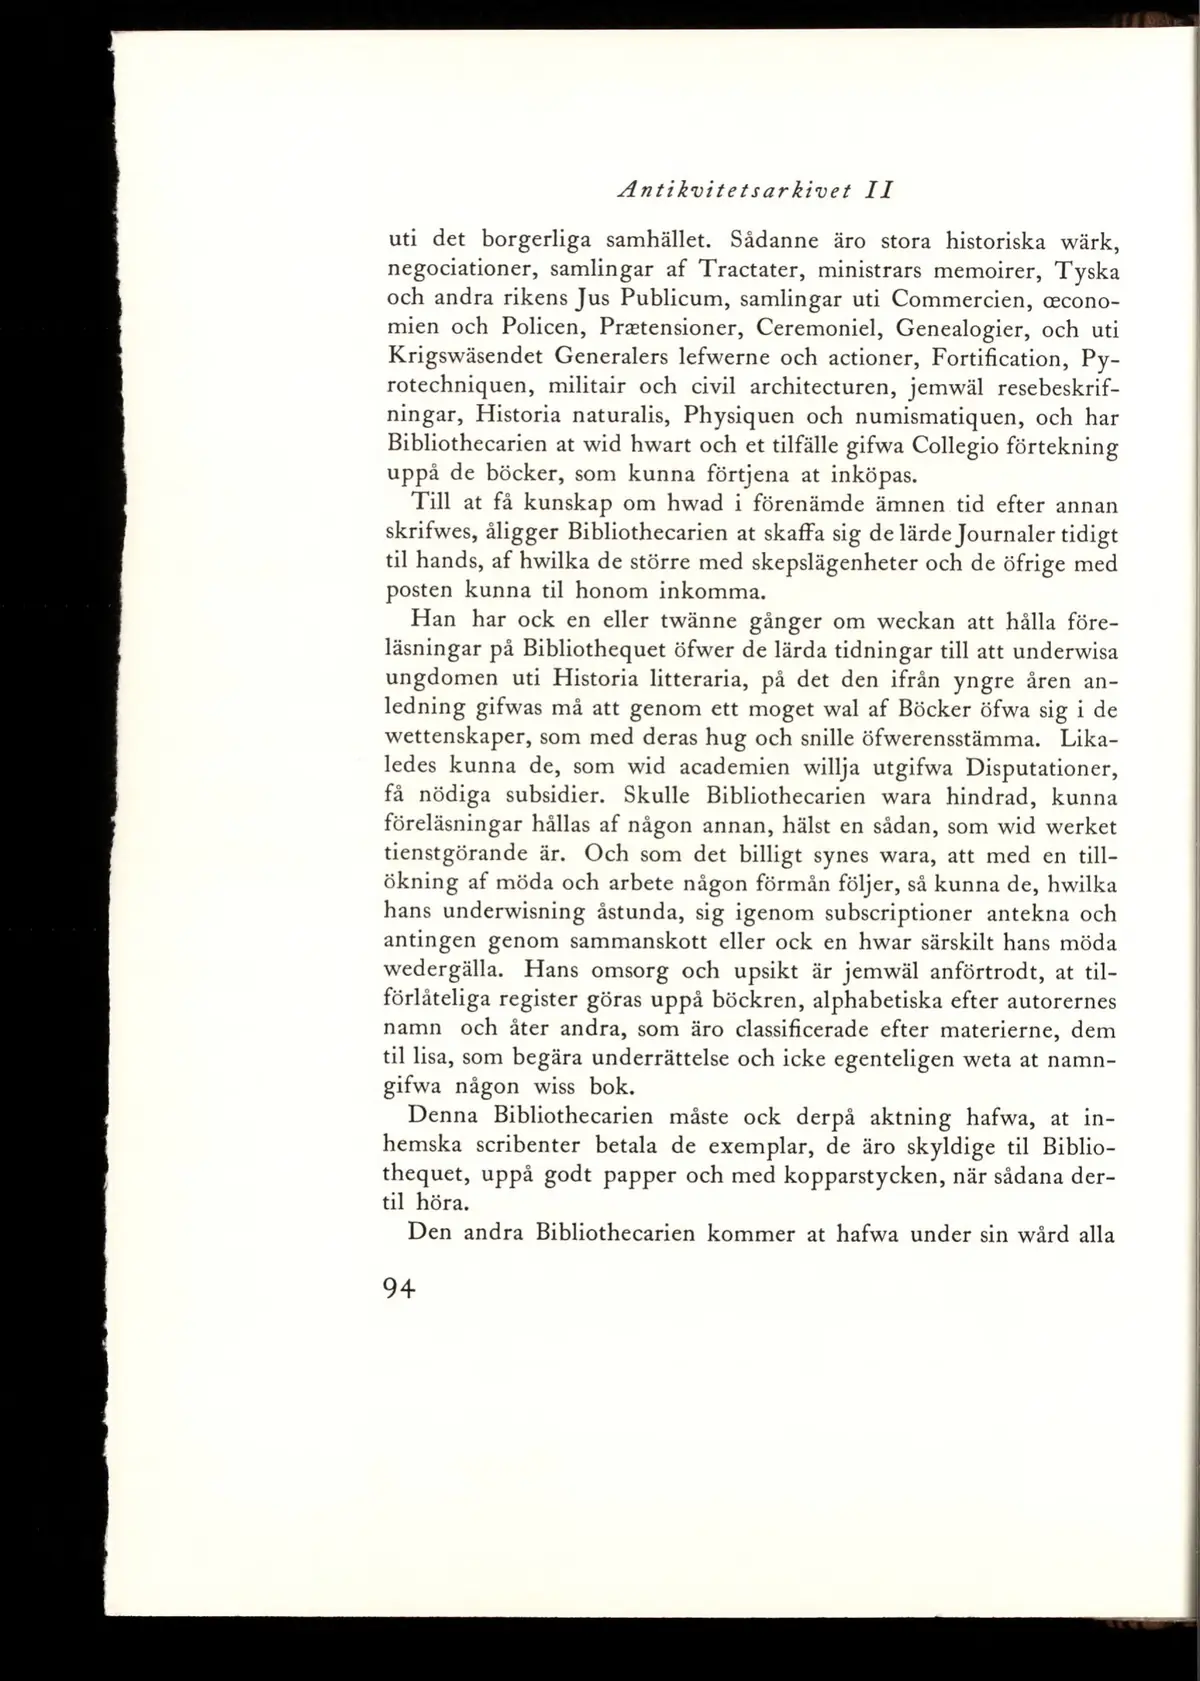 Antikvitetsarkivet II
uti det borgerliga samhället. Sådanne äro stora historiska wärk,
negociationer, samlingar af Tractater, ministrars memoirer, Tyska
och andra rikens Jus Publicum, samlingar uti Commercien, œcono-
mien och Policen, Prætensioner, Ceremoniel, Genealogier, och uti
Krigswäsendet Generalers lefwerne och actioner, Fortification, Py-
rotechniquen, militair och civil architecturen, jemwäl resebeskrif-
ningar, Historia naturalis, Physiquen och numismatiquen, och har
Bibliothecarien at wid hwart och et tilfälle gifwa Collegio förtekning
uppå de böcker, som kunna förtjena at inköpas.
Till at få kunskap om hwad i förenämde ämnen tid efter annan
skrifwes, åligger Bibliothecarien at skaffa sig de lärde Journaler tidigt
til hands, af hwilka de större med skepslägenheter och de öfrige med
posten kunna til honom inkomma.
Han har ock en eller twänne gånger om weckan att hålla före-
läsningar på Bibliothequet öfwer de lärda tidningar till att underwisa
ungdomen uti Historia litteraria, på det den ifrån yngre åren an-
ledning gifwas må att genom ett moget wal af Böcker öfwa sig i de
wettenskaper, som med deras hug och snille öfwerensstämma. Lika-
ledes kunna de, som wid academien willja utgifwa Disputationer,
få nödiga subsidier. Skulle Bibliothecarien wara hindrad, kunna
föreläsningar hållas af någon annan, hälst en sådan, som wid werket
tienstgörande är. Och som det billigt synes wara, att med en till-
ökning af möda och arbete någon förmån följer, så kunna de, hwilka
hans underwisning åstunda, sig igenom subscriptioner antekna och
antingen genom sammanskott eller ock en hwar särskilt hans möda
wedergälla. Hans omsorg och upsikt är jemwäl anförtrodt, at til-
förlåteliga register göras uppå böckren, alphabetiska efter autorernes
namn och åter andra, som äro classificerade efter materierne, dem
til lisa, som begära underrättelse och icke egenteligen weta at namn-
gifwa någon wiss bok.
Denna Bibliothecarien måste ock derpå aktning hafwa, at in-
hemska scribenter betala de exemplar, de äro skyldige til Biblio-
thequet, uppå godt papper och med kopparstycken, när sådana der-
til höra.
Den andra Bibliothecarien kommer at hafwa under sin wård alla
94